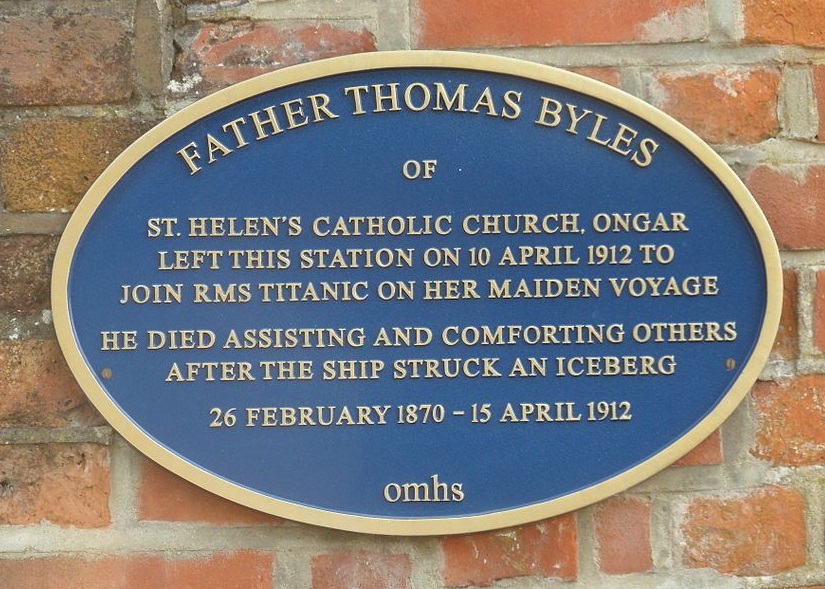 FATHER THOMAS BYLES
OF
ST. HELEN'S CATHOLIC CHURCH, ONGAR
LEFT THIS STATION ON 10 APRIL 1912 TO
JOIN RMS TITANIC ON HER MAIDEN VOYAGE
HE DIED ASSISTING AND COMFORTING OTHERS
AFTER THE SHIP STRUCK AN ICEBERG
26 FEBRUARY 1870 – 15 APRIL 1912
omhs